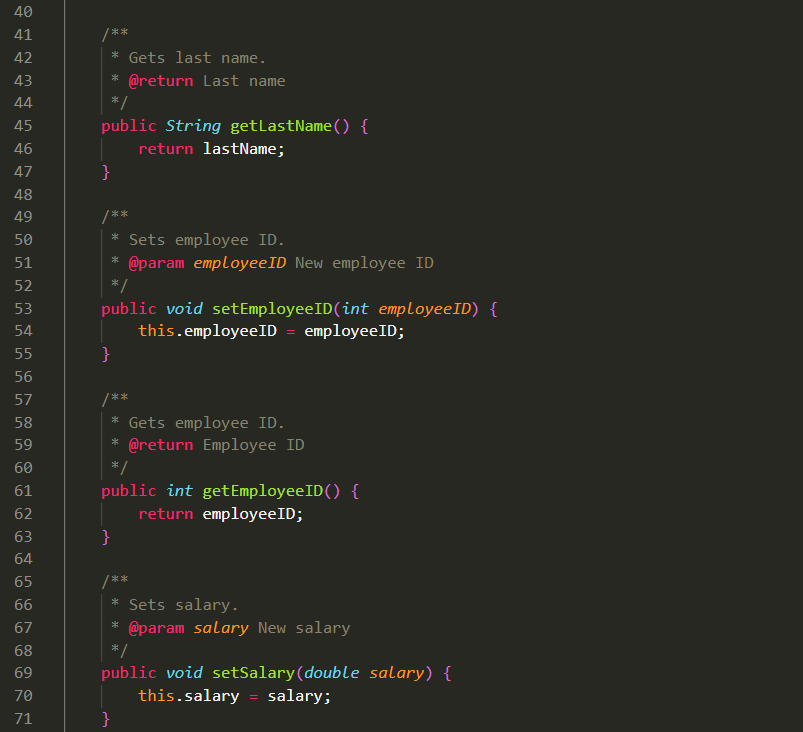 40
41 /**
42 * Gets last name.
43 * @return Last name
44 */
45 public String getLastName() {
46 return lastName;
47 }
48
49 /**
50 * Sets employee ID.
51 * @param employeeID New employee ID
52 */
53 public void setEmployeeID(int employeeID) {
54 this.employeeID = employeeID;
55 }
56
57 /**
58 * Gets employee ID.
59 * @return Employee ID
60 */
61 public int getEmployeeID() {
62 return employeeID;
63 }
64
65 /**
66 * Sets salary.
67 * @param salary New salary
68 */
69 public void setSalary(double salary) {
70 this.salary = salary;
71 }